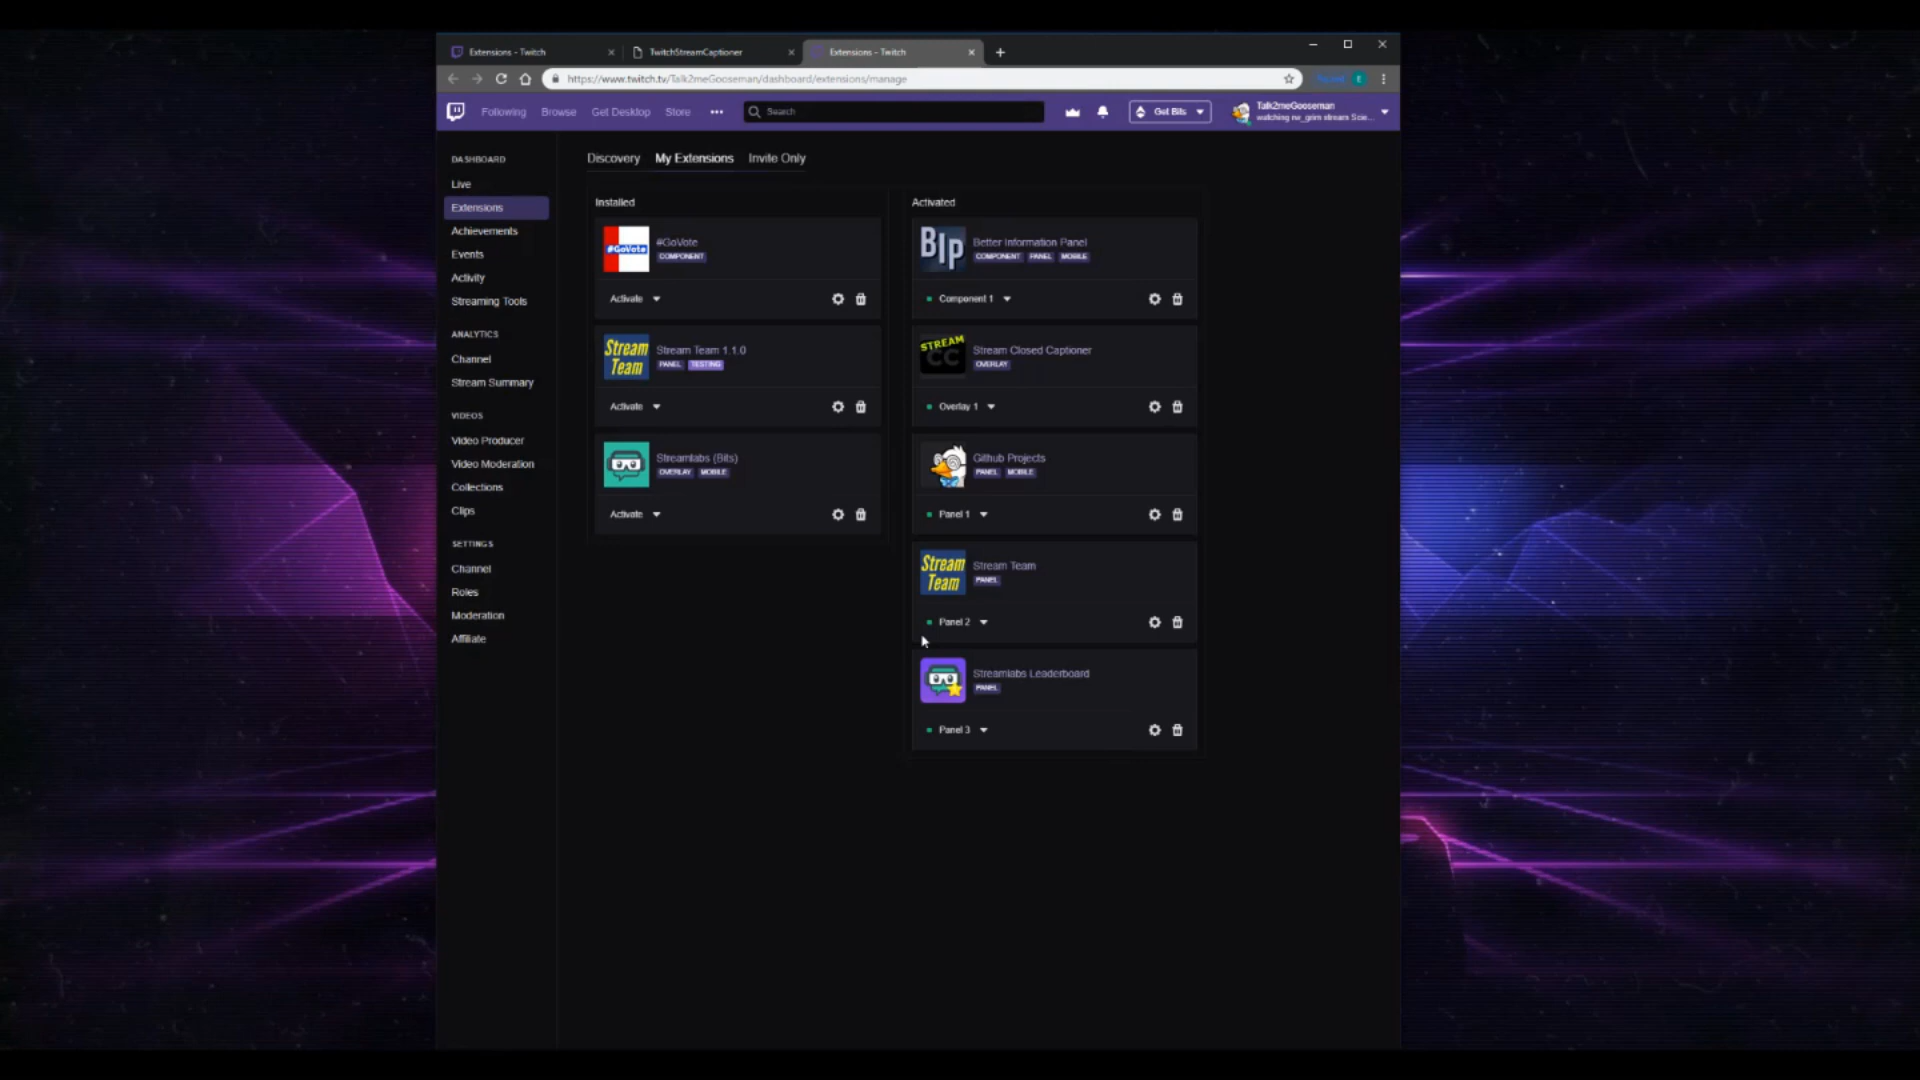 Extensions - Twitch
TwitchStreamCaptioner
Extensions - Twitch
https://www.twitch.tv/Talk2meGooseman/dashboard/extensions/manage
E
Following
Browse
Get Desktop
Store
Search
Get Bits
Talk2meGooseman
DASHBOARD
Live
Extensions
Achievements
Events
Activity
Streaming Tools
ANALYTICS
Channel
Stream Summary
VIDEOS
Video Producer
Video Moderation
Collections
Clips
SETTINGS
Channel
Roles
Moderation
Affiliate
Discovery
My Extensions
Invite Only
Installed
#GoVote
#GoVote
COMPONENT
Activate
Stream
Team
Stream Team 1.1.0
PANEL TESTING
Activate
Streamlabs (Bits)
OVERLAY MOBILE
Activate
Activated
BIP
Better Information Panel
COMPONENT PANEL MOBILE
Component 1
STREAM
CC
Stream Closed Captioner
OVERLAY
Overlay 1
Github Projects
PANEL MOBILE
Panel 1
Stream
Team
Stream Team
PANEL
Panel 2
Streamlabs Leaderboard
PANEL
Panel 3